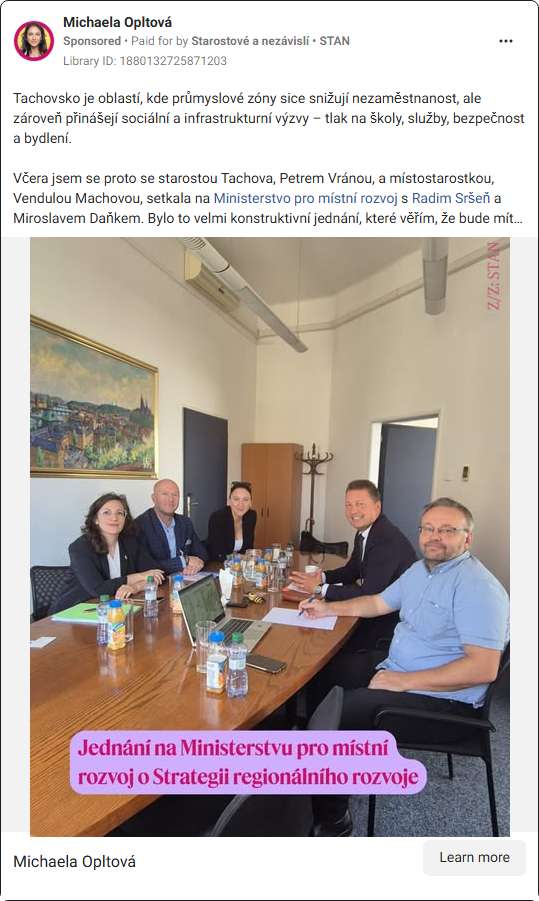 Michaela Opltová
Sponsored • Paid for by Starostové a nezávislí • STAN
Library ID: 1880132725871203
Tachovsko je oblastí, kde průmyslové zóny sice snižují nezaměstnanost, ale
zároveň přinášejí sociální a infrastrukturní výzvy – tlak na školy, služby, bezpečnost
a bydlení.
Včera jsem se proto se starostou Tachova, Petrem Vránou, a místostarostkou,
Vendulou Machovou, setkala na Ministerstvo pro místní rozvoj s Radim Sršeň a
Miroslavem Daňkem. Bylo to velmi konstruktivní jednání, které věřím, že bude mít...
Z/Z: STAN
Jednání na Ministerstvu pro místní
rozvoj o Strategii regionálního rozvoje
Michaela Opltová
Learn more